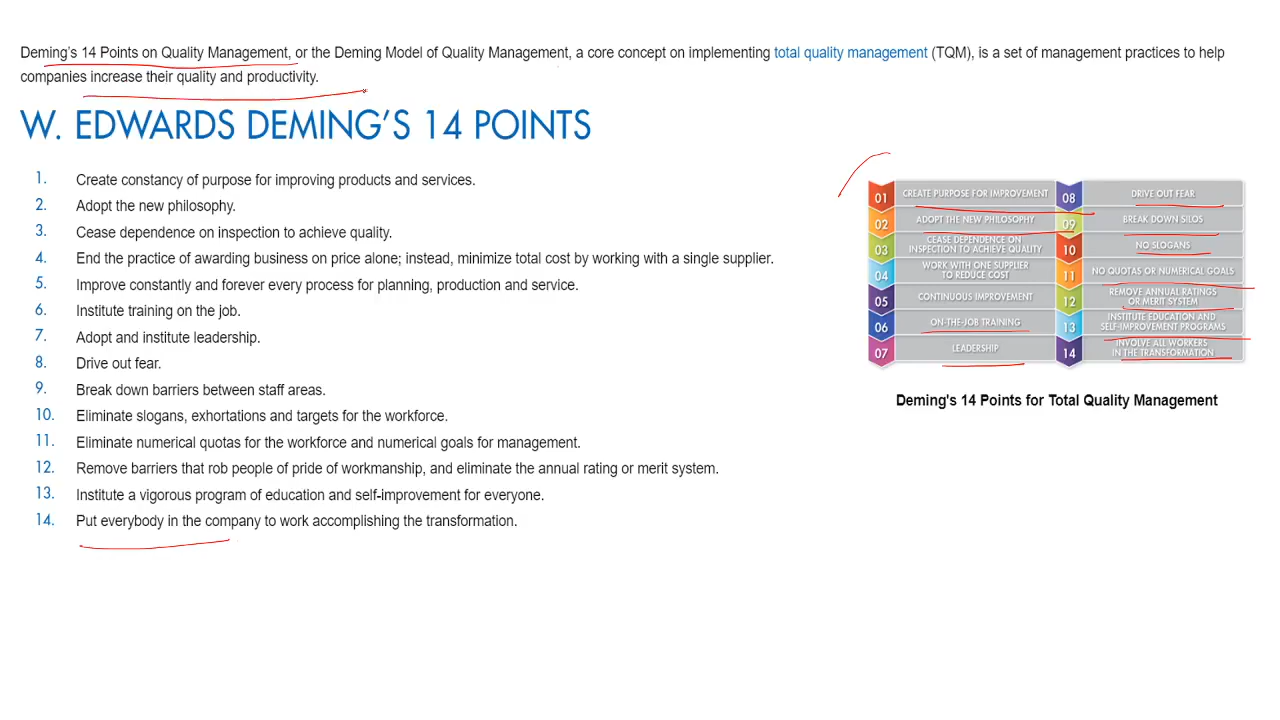 Deming's 14 Points on Quality Management, or the Deming Model of Quality Management, a core concept on implementing total quality management (TQM), is a set of management practices to help
companies increase their quality and productivity.
W. EDWARDS DEMING'S 14 POINTS
1. Create constancy of purpose for improving products and services.
2. Adopt the new philosophy.
3. Cease dependence on inspection to achieve quality.
4. End the practice of awarding business on price alone; instead, minimize total cost by working with a single supplier.
5. Improve constantly and forever every process for planning, production and service.
6. Institute training on the job.
7. Adopt and institute leadership.
8. Drive out fear.
9. Break down barriers between staff areas.
10. Eliminate slogans, exhortations and targets for the workforce.
11. Eliminate numerical quotas for the workforce and numerical goals for management.
12. Remove barriers that rob people of pride of workmanship, and eliminate the annual rating or merit system.
13. Institute a vigorous program of education and self-improvement for everyone.
14. Put everybody in the company to work accomplishing the transformation.
01 CREATE PURPOSE FOR IMPROVEMENT
02 ADOPT THE NEW PHILOSOPHY
03 CEASE DEPENDENCE ON
INSPECTION TO ACHIEVE QUALITY
04 WORK WITH ONE SUPPLIER
TO REDUCE COST
05 CONTINUOUS IMPROVEMENT
06 ON-THE-JOB TRAINING
07 LEADERSHIP
08 DRIVE OUT FEAR
09 BREAK DOWN SILOS
10 NO SLOGANS
11 NO QUOTAS OR NUMERICAL GOALS
12 REMOVE ANNUAL RATINGS
OR MERIT SYSTEM
13 INSTITUTE EDUCATION AND
SELF-IMPROVEMENT PROGRAMS
14 INVOLVE ALL WORKERS
IN THE TRANSFORMATION
Deming's 14 Points for Total Quality Management